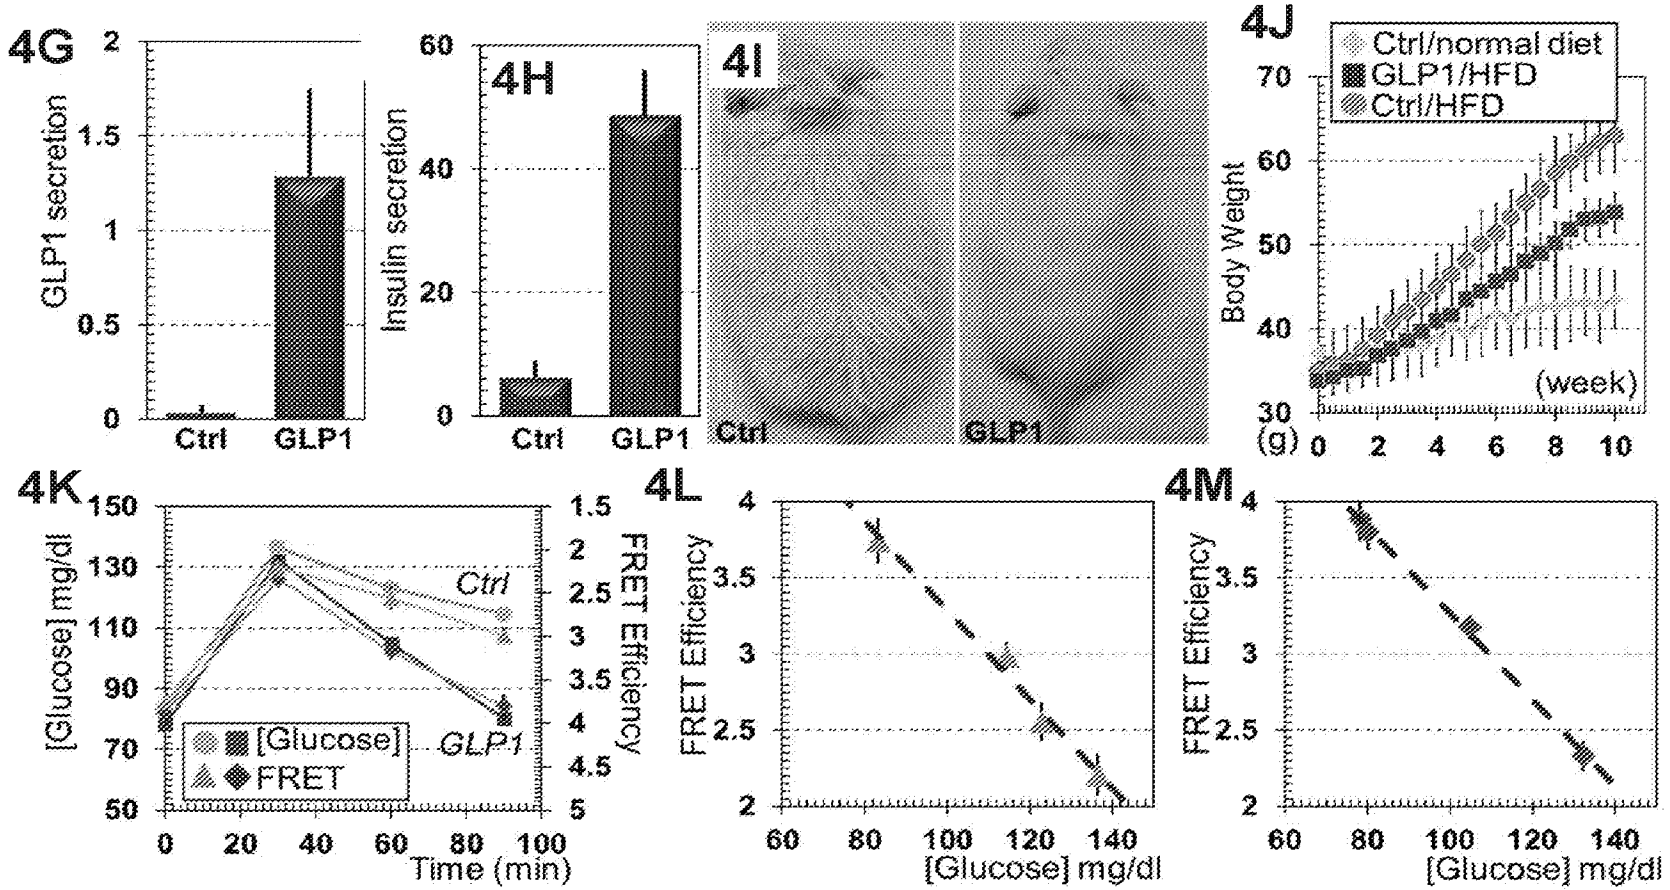 4G
GLP1 secretion
2
1.5
1
0.5
0
Ctrl GLP1
4H
Insulin secretion
60
40
20
0
Ctrl GLP1
4I
Ctrl
GLP1
4J
Ctrl/normal diet
GLP1/HFD
Ctrl/HFD
Body Weight
70
60
50
40
30
(week)
(g) 0 2 4 6 8 10
4K
[Glucose] mg/dl
150
130
110
90
70
50
1.5
2
2.5
3
3.5
4
4.5
5
FRET Efficiency
Ctrl
GLP1
[Glucose]
FRET
0 20 40 60 80 100
Time (min)
4L
FRET Efficiency
4
3.5
3
2.5
2
60 80 100 120 140
[Glucose] mg/dl
4M
FRET Efficiency
4
3.5
3
2.5
2
60 80 100 120 140
[Glucose] mg/dl